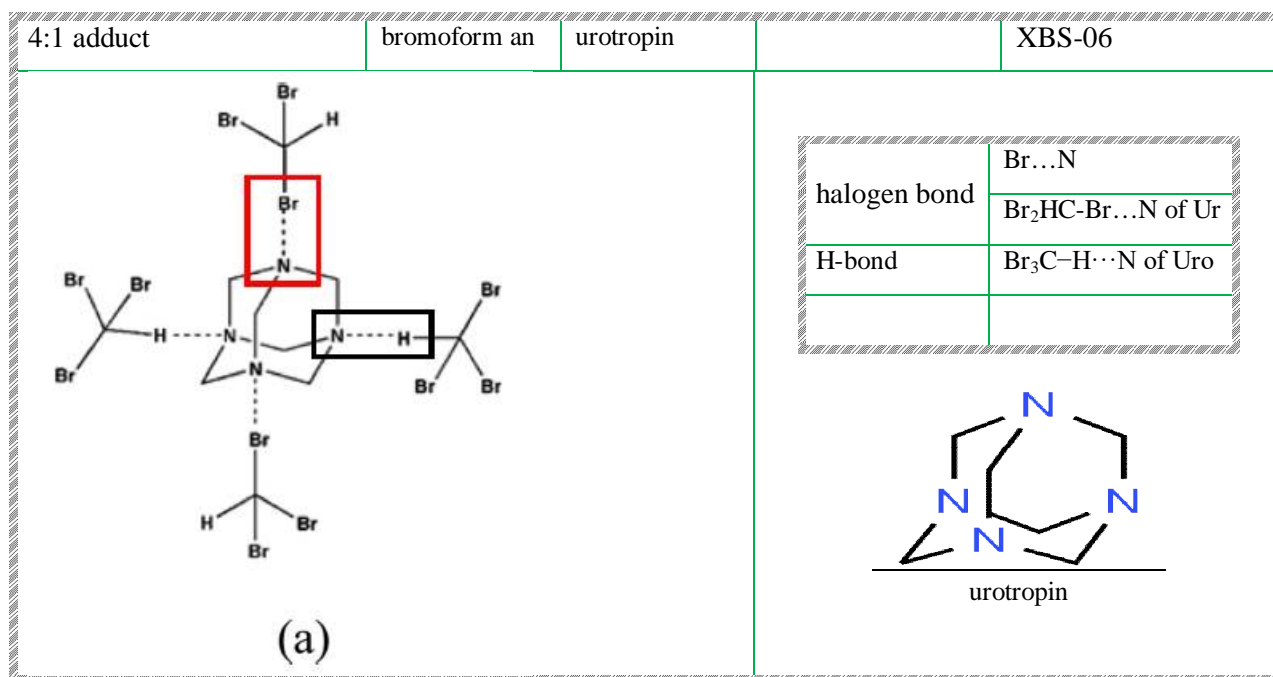 4:1 adduct
bromoform an
urotropin
XBS-06
Br
Br
H
Br
N
Br
Br
Br
H
N
N
H
Br
Br
Br
N
Br
H
Br
Br
(a)
halogen bond
Br…N
Br₂HC-Br…N of Ur
H-bond
Br₃C−H⋯N of Uro
N
N
N
N
urotropin